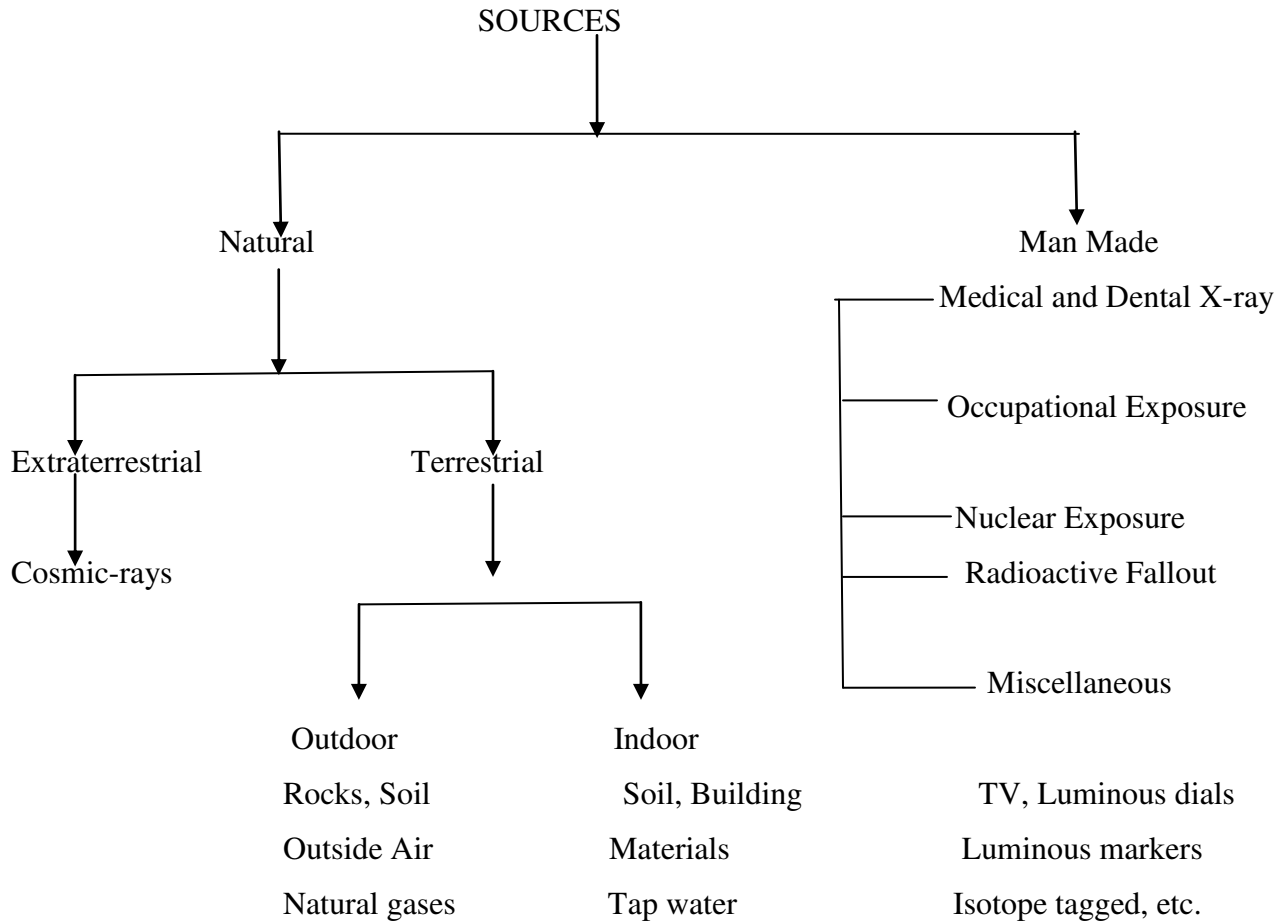 SOURCES
Natural
Man Made
Medical and Dental X-ray
Occupational Exposure
Extraterrestrial
Terrestrial
Nuclear Exposure
Cosmic-rays
Radioactive Fallout
Miscellaneous
Outdoor
Indoor
Rocks, Soil
Soil, Building
TV, Luminous dials
Outside Air
Materials
Luminous markers
Natural gases
Tap water
Isotope tagged, etc.